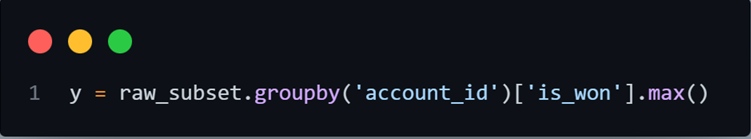 1 y = raw_subset.groupby('account_id')['is_won'].max()